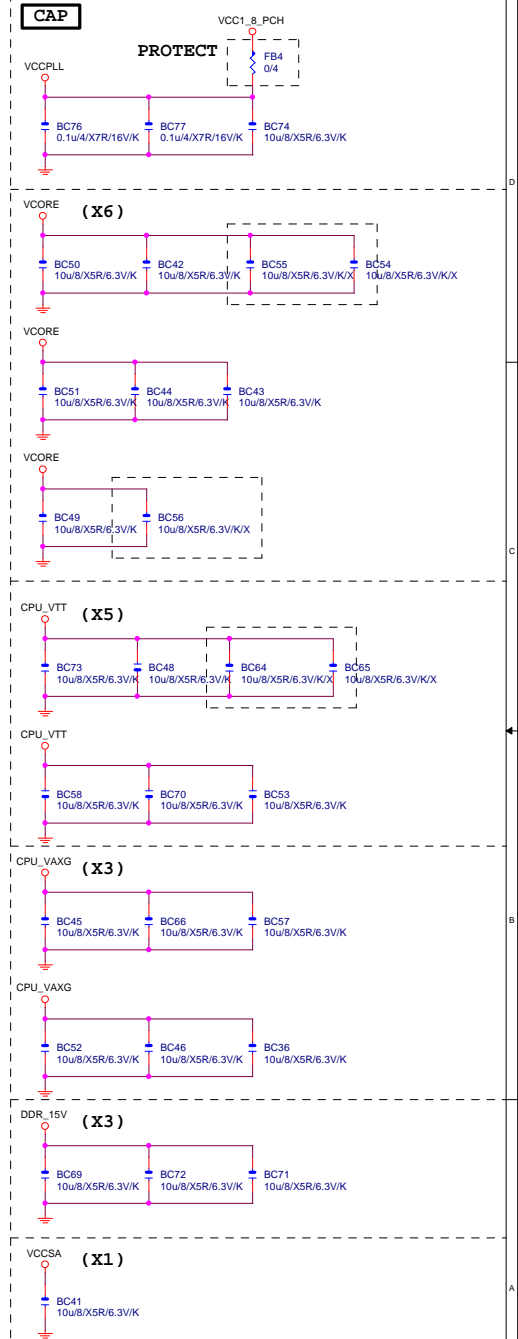 CAP
VCC1_8_PCH
PROTECT
FB4
0/4
VCCPLL
BC76
0.1u/4/X7R/16V/K
BC77
0.1u/4/X7R/16V/K
BC74
10u/8/X5R/6.3V/K
D
VCORE
(X6)
BC50
10u/8/X5R/6.3V/K
BC42
10u/8/X5R/6.3V/K
BC55
10u/8/X5R/6.3V/K/X
BC54
10u/8/X5R/6.3V/K/X
VCORE
BC51
10u/8/X5R/6.3V/K
BC44
10u/8/X5R/6.3V/K
BC43
10u/8/X5R/6.3V/K
VCORE
BC49
10u/8/X5R/6.3V/K
BC56
10u/8/X5R/6.3V/K/X
C
CPU_VTT
(X5)
BC73
10u/8/X5R/6.3V/K
BC48
10u/8/X5R/6.3V/K
BC64
10u/8/X5R/6.3V/K/X
BC65
10u/8/X5R/6.3V/K/X
CPU_VTT
BC58
10u/8/X5R/6.3V/K
BC70
10u/8/X5R/6.3V/K
BC53
10u/8/X5R/6.3V/K
CPU_VAXG
(X3)
BC45
10u/8/X5R/6.3V/K
BC66
10u/8/X5R/6.3V/K
BC57
10u/8/X5R/6.3V/K
B
CPU_VAXG
BC52
10u/8/X5R/6.3V/K
BC46
10u/8/X5R/6.3V/K
BC36
10u/8/X5R/6.3V/K
DDR_15V
(X3)
BC69
10u/8/X5R/6.3V/K
BC72
10u/8/X5R/6.3V/K
BC71
10u/8/X5R/6.3V/K
VCCSA
(X1)
BC41
10u/8/X5R/6.3V/K
A